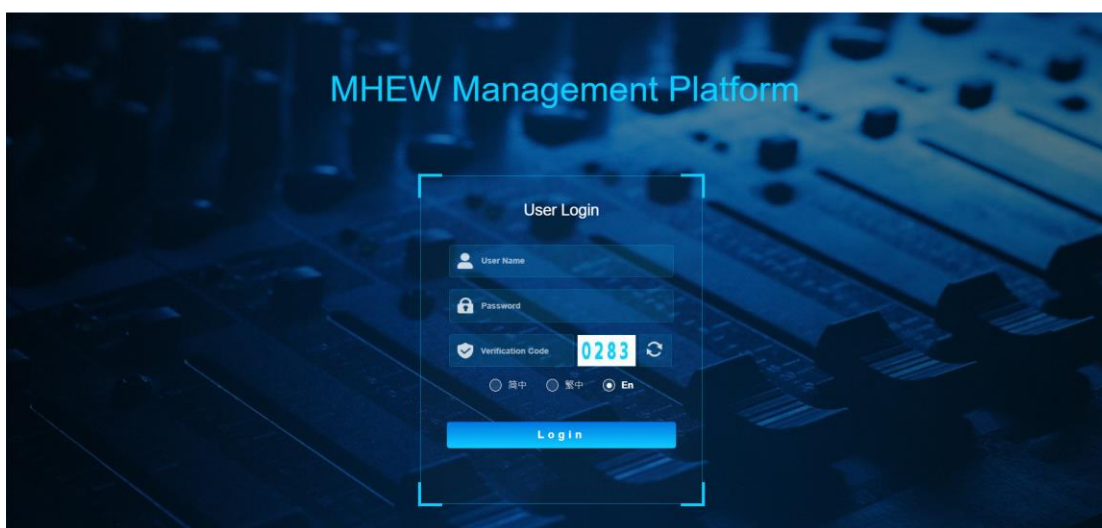 MHEW Management Platform
User Login
User Name
Password
Verification Code 0283
简中 繁中 En
Login